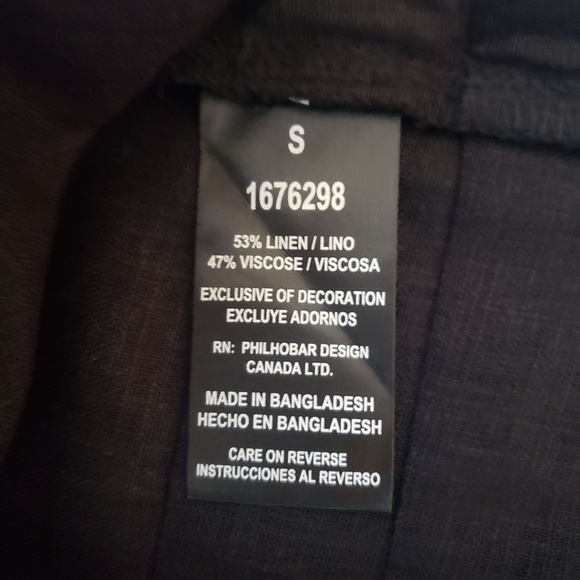 S
1676298
53% LINEN / LINO
47% VISCOSE / VISCOSA
EXCLUSIVE OF DECORATION
EXCLUYE ADORNOS
RN: PHILHOBAR DESIGN
CANADA LTD.
MADE IN BANGLADESH
HECHO EN BANGLADESH
CARE ON REVERSE
INSTRUCCIONES AL REVERSO